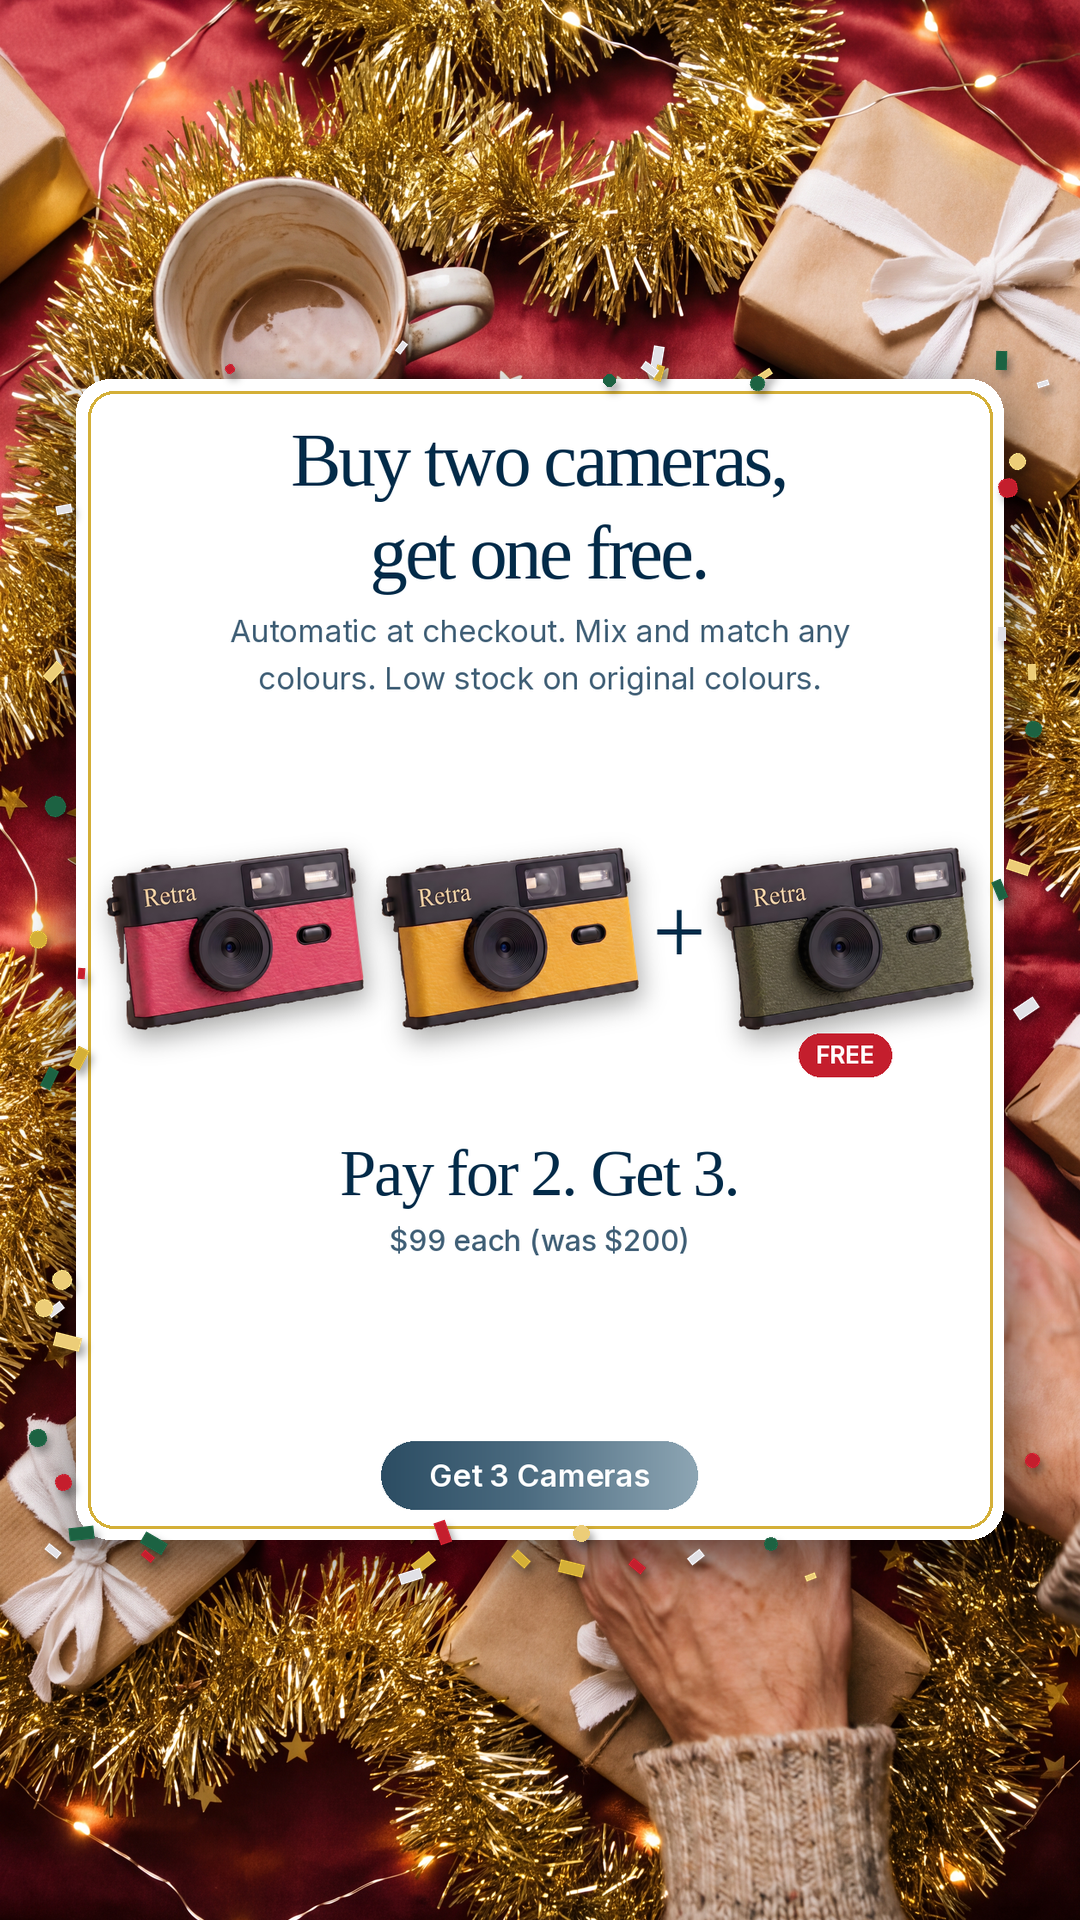 Buy two cameras,
get one free.
Automatic at checkout. Mix and match any
colours. Low stock on original colours.
Retra
Retra
+
Retra
FREE
Pay for 2. Get 3.
$99 each (was $200)
Get 3 Cameras